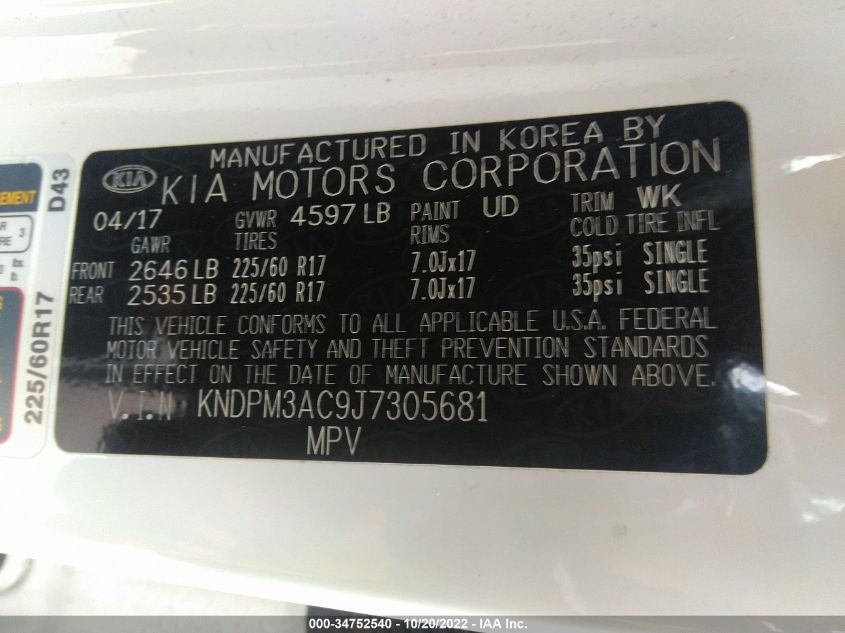 MANUFACTURED IN KOREA BY
KIA KIA MOTORS CORPORATION
04/17 GVWR 4597 LB PAINT UD TRIM WK
GAWR TIRES RIMS COLD TIRE INFL
FRONT 2646 LB 225/60 R17 7.0Jx17 35psi SINGLE
REAR 2535 LB 225/60 R17 7.0Jx17 35psi SINGLE
THIS VEHICLE CONFORMS TO ALL APPLICABLE U.S.A. FEDERAL
MOTOR VEHICLE SAFETY AND THEFT PREVENTION STANDARDS
IN EFFECT ON THE DATE OF MANUFACTURE SHOWN ABOVE.
V.I.N KNDPM3AC9J7305681
MPV
D43
225/60R17
3
000-34752540 - 10/20/2022 - IAA Inc.